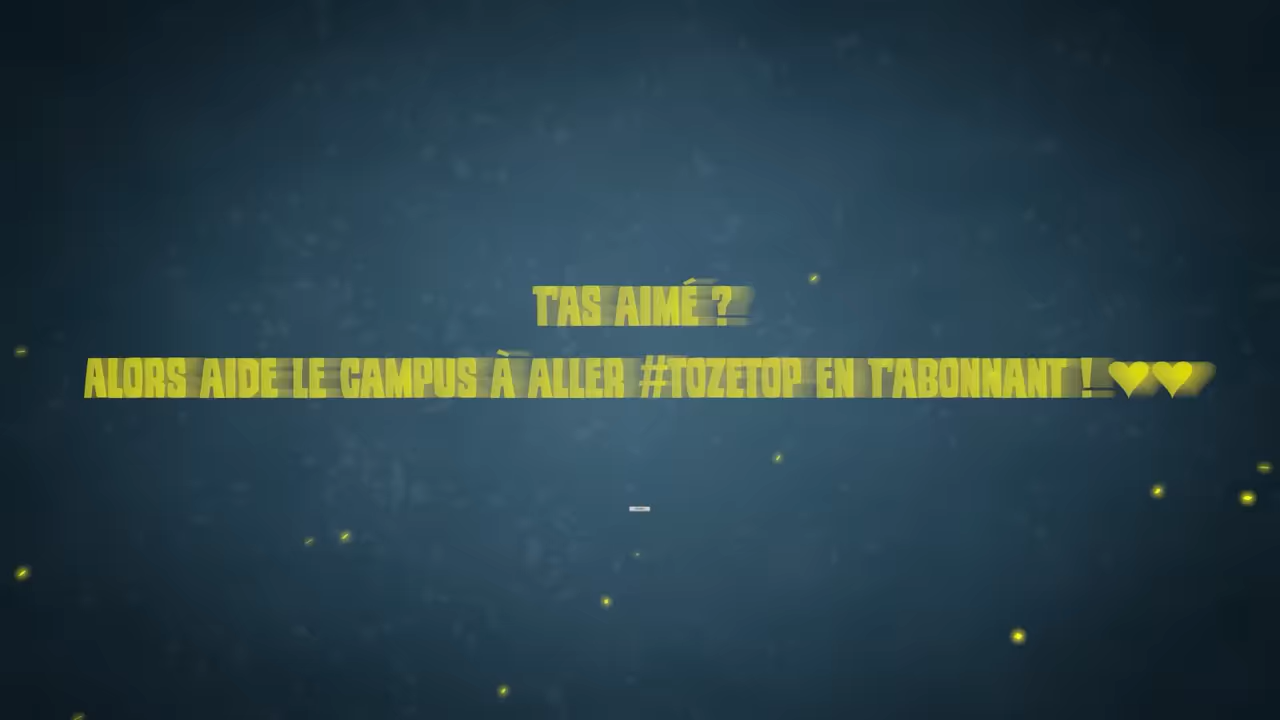 T'AS AIMÉ ?
ALORS AIDE LE CAMPUS À ALLER #TOZETOP EN T'ABONNANT ! ♥♥